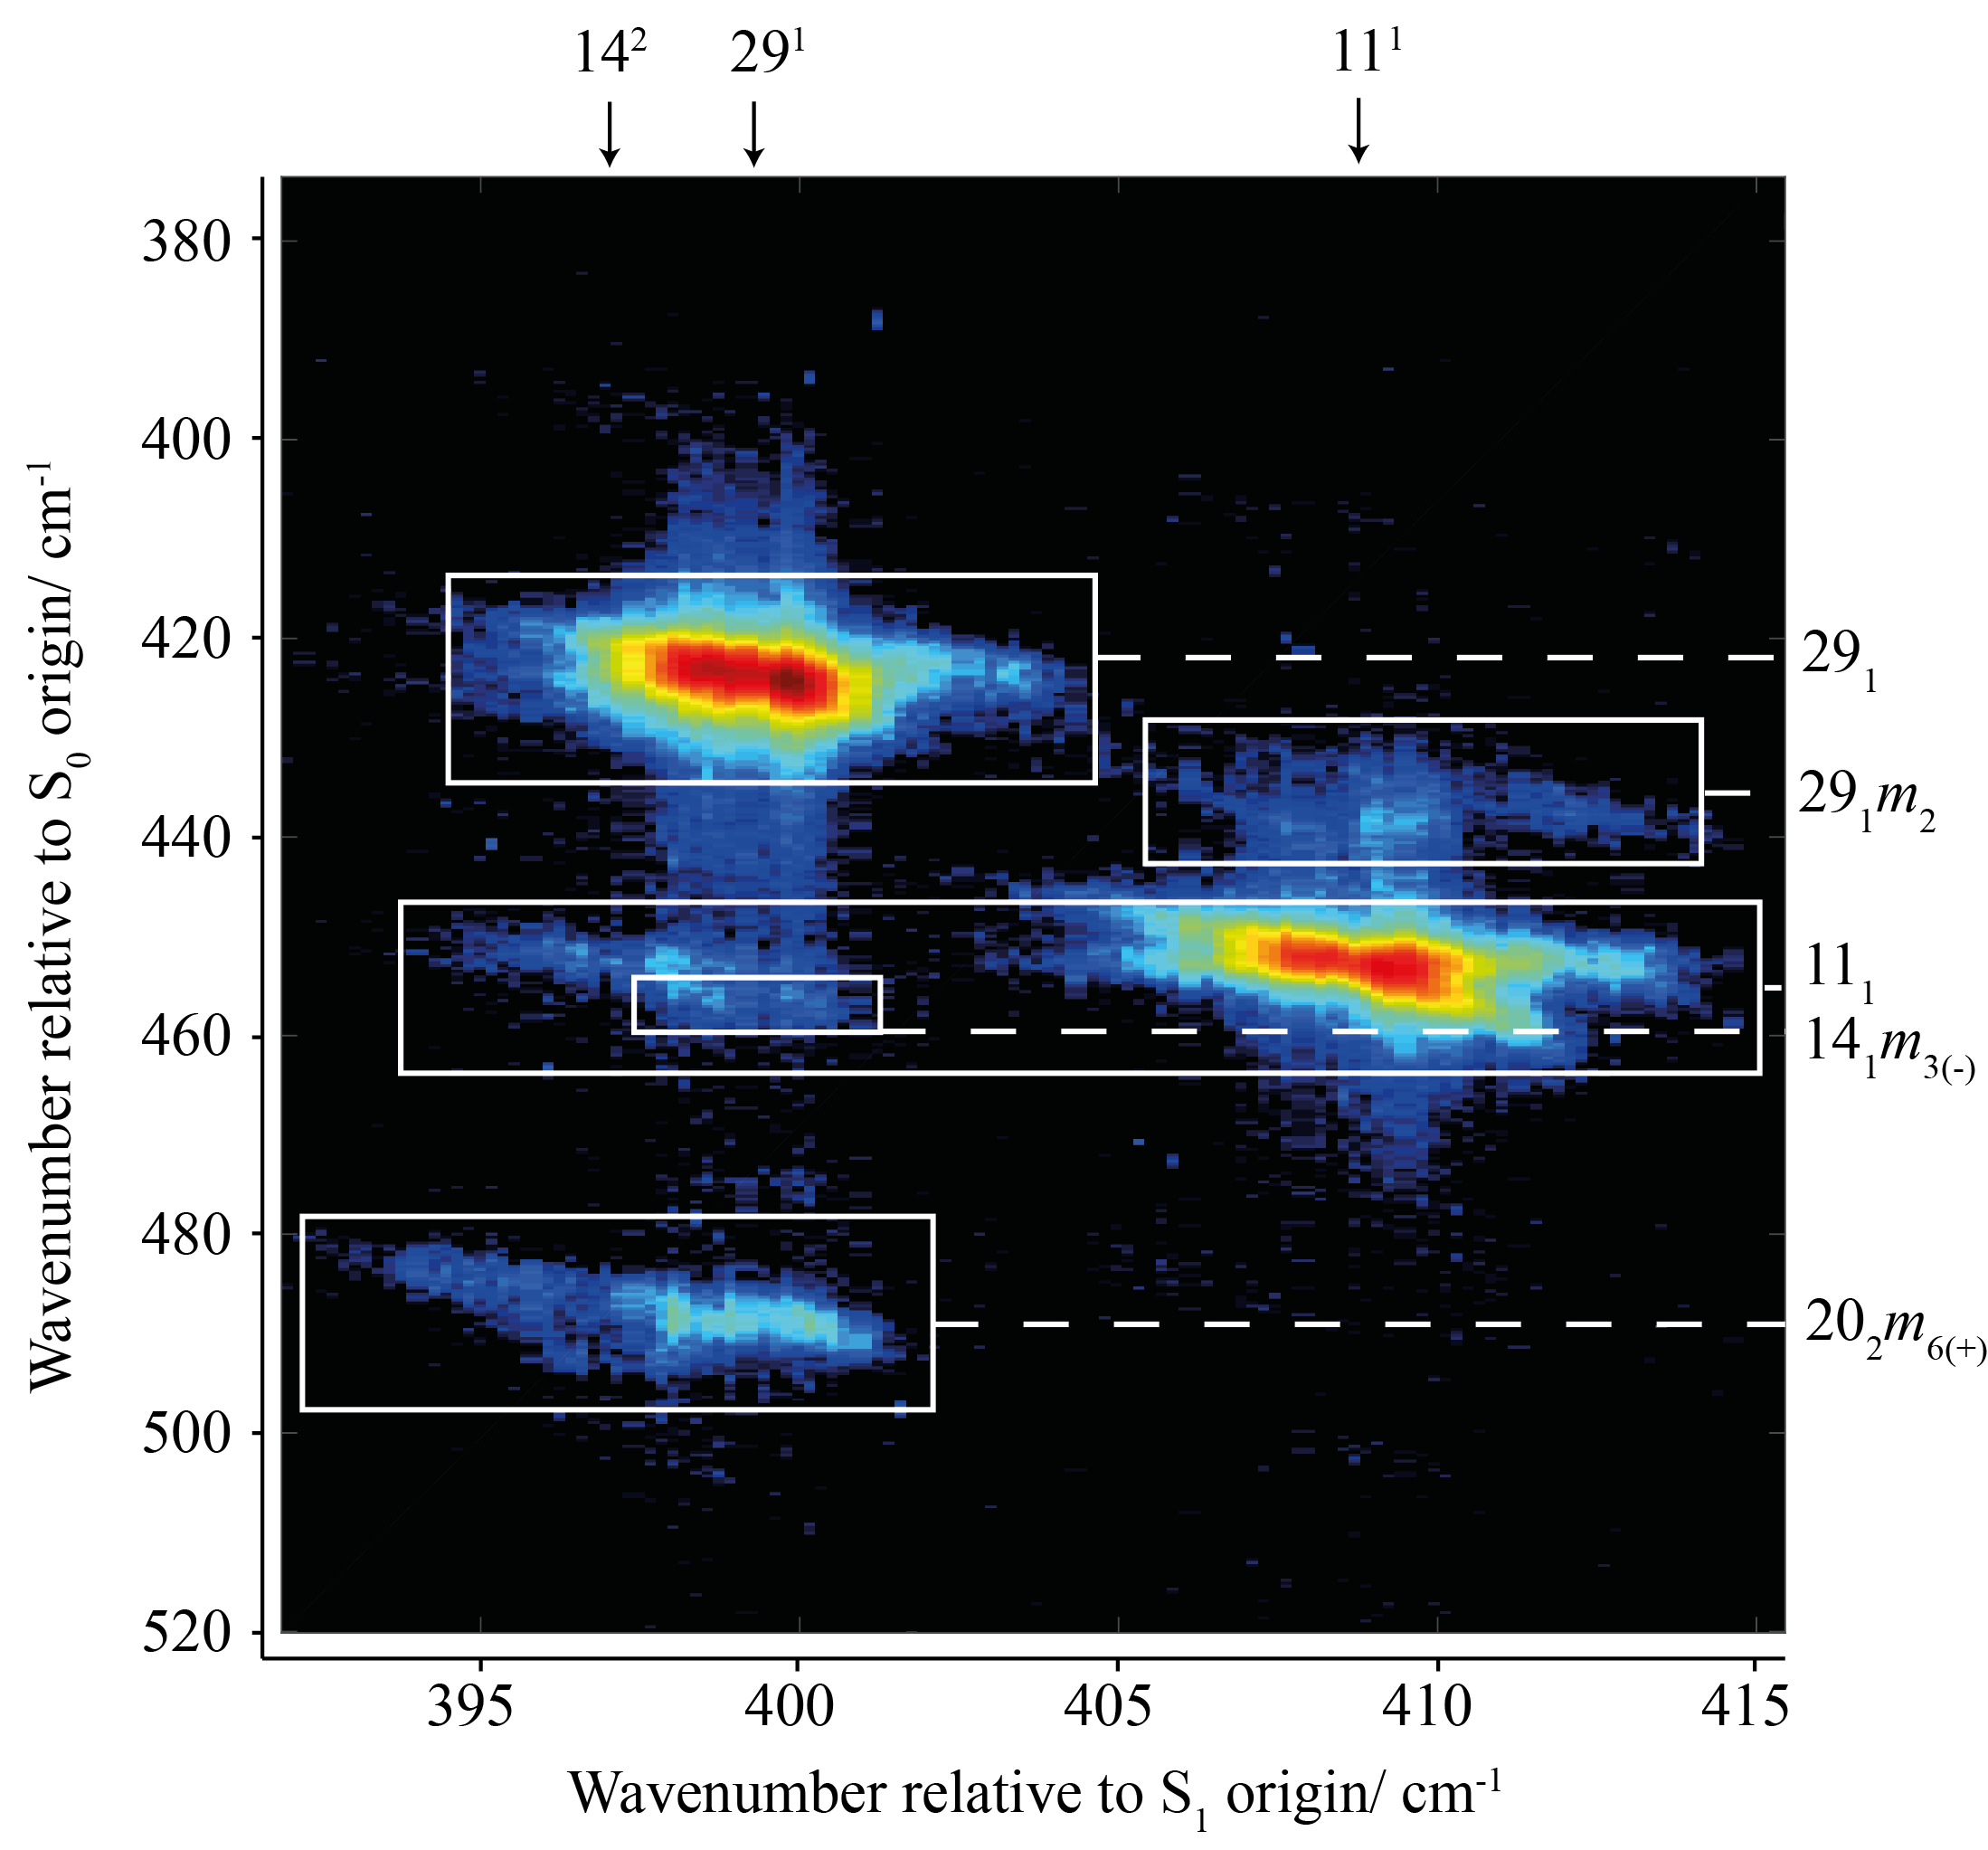 14² 29¹ 11¹
380
400
420
440
460
480
500
520
Wavenumber relative to S₀ origin/ cm⁻¹
29₁
29₁m₂
11₁
14₁m₃₍₋₎
20₂m₆₍₊₎
395 400 405 410 415
Wavenumber relative to S₁ origin/ cm⁻¹